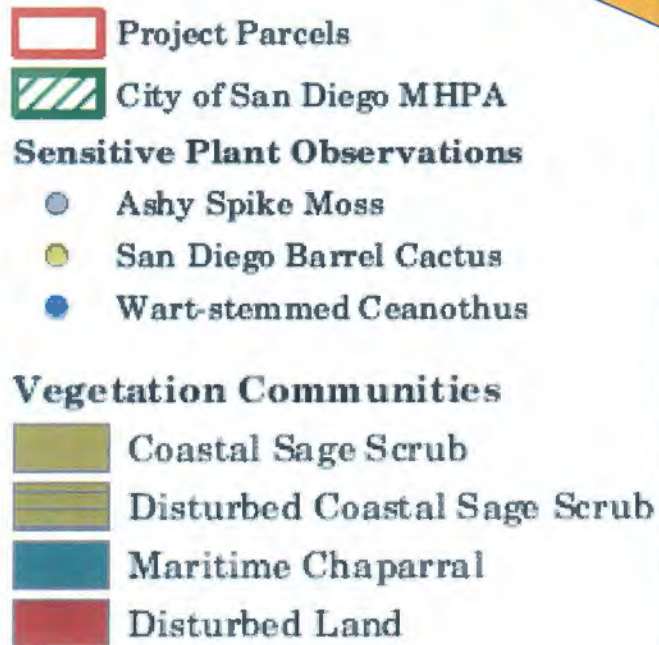 Project Parcels
City of San Diego MHPA
Sensitive Plant Observations
Ashy Spike Moss
San Diego Barrel Cactus
Wart-stemmed Ceanothus
Vegetation Communities
Coastal Sage Scrub
Disturbed Coastal Sage Scrub
Maritime Chaparral
Disturbed Land